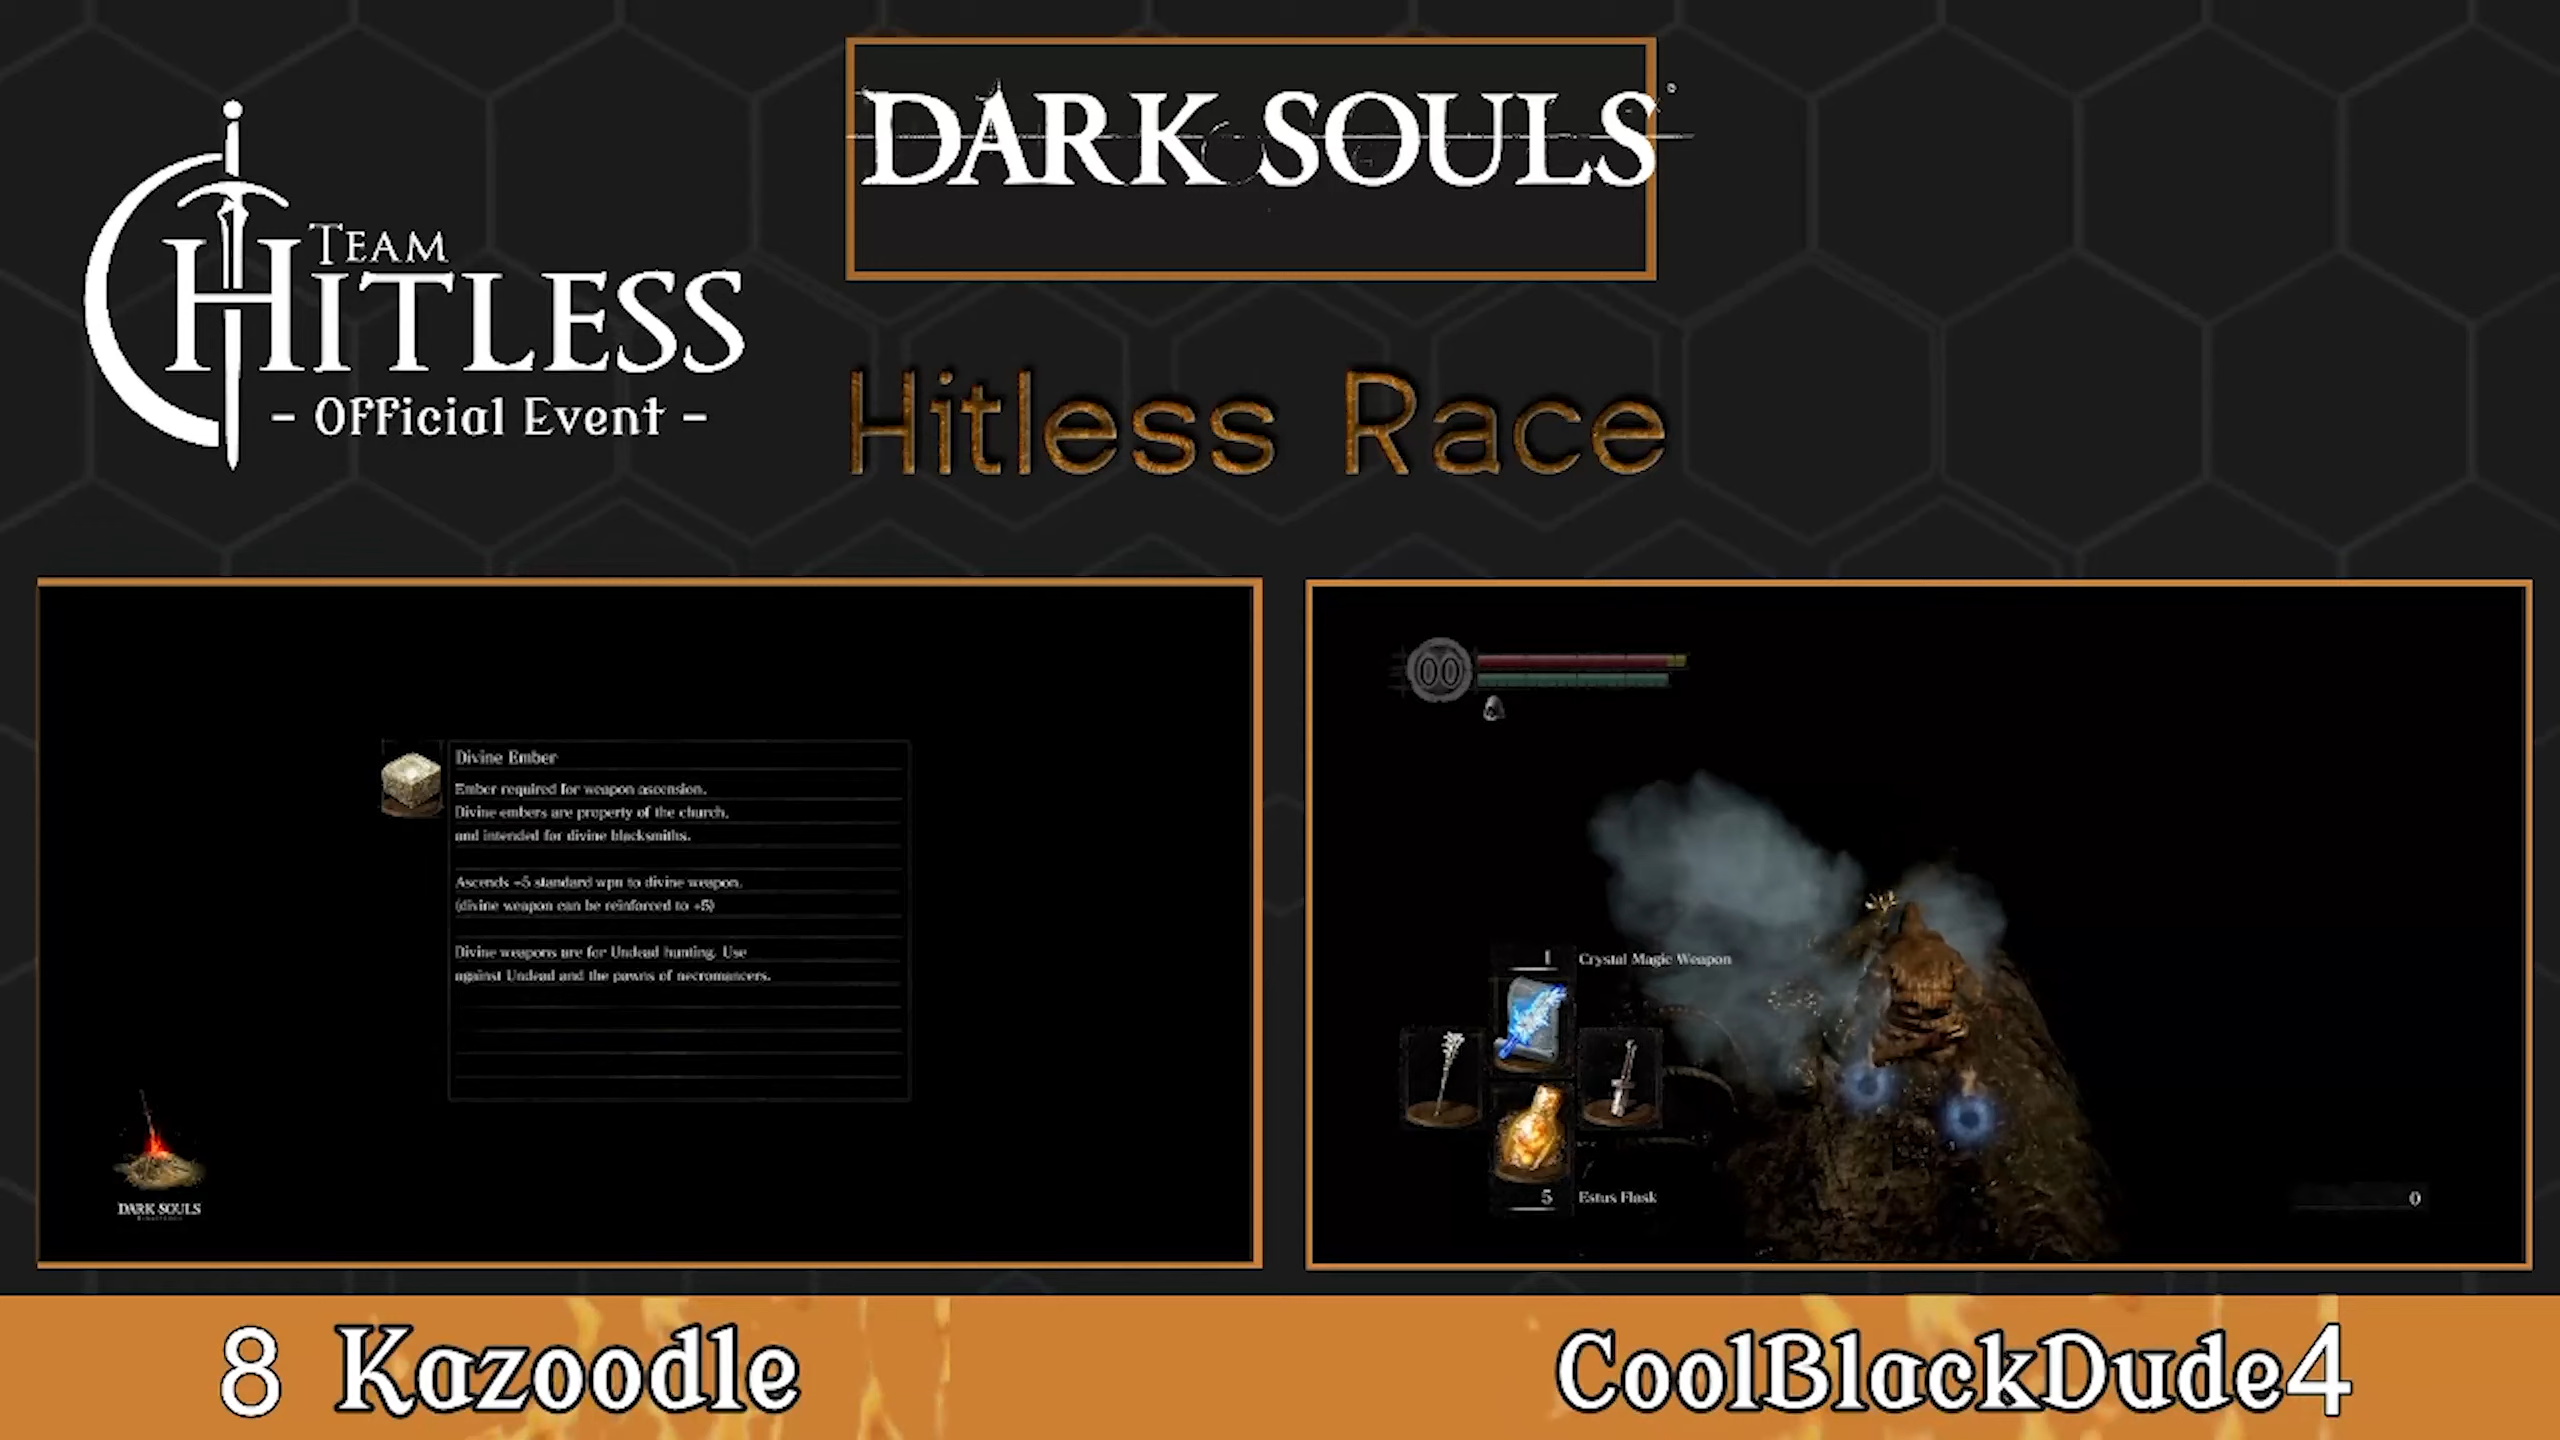 DARK SOULS
TEAM
HITLESS
- Official Event -
Hitless Race
Divine Ember
Ember required for weapon ascension.
Divine embers are property of the church,
and intended for divine blacksmiths.
Ascends +5 standard wpn to divine weapon.
(divine weapon can be reinforced to +5)
Divine weapons are for Undead hunting. Use
against Undead and the pawns of necromancers.
DARK SOULS
00
1 Crystal Magic Weapon
5 Estus Flask
0
8 Kazoodle
CoolBlackDude4